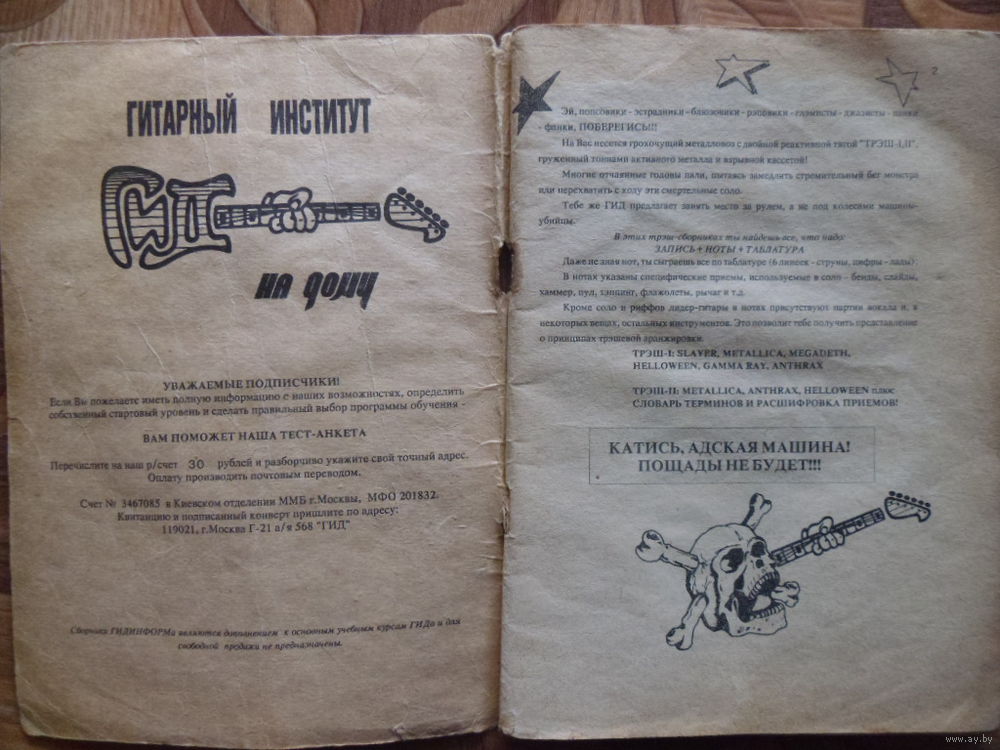 ГИТАРНЫЙ ИНСТИТУТ
ГИД
на дому
УВАЖАЕМЫЕ ПОДПИСЧИКИ!
Если Вы пожелаете иметь полную информацию о наших возможностях, определить
собственный стартовый уровень и сделать правильный выбор программы обучения -
ВАМ ПОМОЖЕТ НАША ТЕСТ-АНКЕТА
Перечислите на наш р/счет 30 рублей и разборчиво укажите свой точный адрес.
Оплату производить почтовым переводом.
Счет № 3467085 в Киевском отделении ММБ г.Москвы, МФО 201832.
Квитанцию и подписанный конверт пришлите по адресу:
119021, г.Москва Г-21 а/я 568 "ГИД"
Сборники ГИДИНФОРМа являются дополнением к основным учебным курсам ГИДа и для
свободной продажи не предназначены.
2
Эй, попсовики - эстрадники - блюзовики - рэповики - глэмисты - джазисты - панки
- фанки, ПОБЕРЕГИСЬ!!!
На Вас несется грохочущий металловоз с двойной реактивной тягой "ТРЭШ-I,II",
груженный тоннами активного металла и взрывной кассетой!
Многие отчаянные головы пали, пытаясь замедлить стремительный бег монстра
или перехватить с ходу эти смертельные соло.
Тебе же ГИД предлагает занять место за рулем, а не под колесами машины-
убийцы.
В этих трэш-сборниках ты найдешь все, что надо:
ЗАПИСЬ + НОТЫ + ТАБЛАТУРА
Даже не зная нот, ты сыграешь все по таблатуре (6 линеек - струны, цифры - лады).
В нотах указаны специфические приемы, используемые в соло - бенды, слайды,
хаммер, пул, тэппинг, флажолеты, рычаг и т.д.
Кроме соло и риффов лидер-гитары в нотах присутствуют партии вокала и, в
некоторых вещах, остальных инструментов. Это позволит тебе получить представление
о принципах трэшевой аранжировки.
ТРЭШ-I: SLAYER, METALLICA, MEGADETH,
HELLOWEEN, GAMMA RAY, ANTHRAX
ТРЭШ-II: METALLICA, ANTHRAX, HELLOWEEN плюс
СЛОВАРЬ ТЕРМИНОВ И РАСШИФРОВКА ПРИЕМОВ!
КАТИСЬ, АДСКАЯ МАШИНА!
ПОЩАДЫ НЕ БУДЕТ!!!
www.ay.by